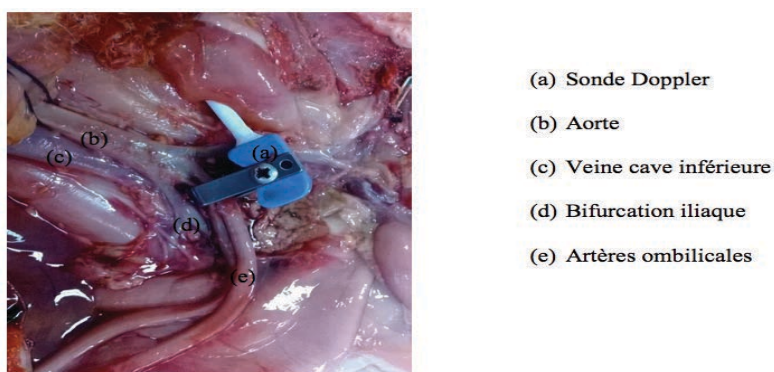 (b)
(a)
(c)
(d)
(e)
(a) Sonde Doppler
(b) Aorte
(c) Veine cave inférieure
(d) Bifurcation iliaque
(e) Artères ombilicales